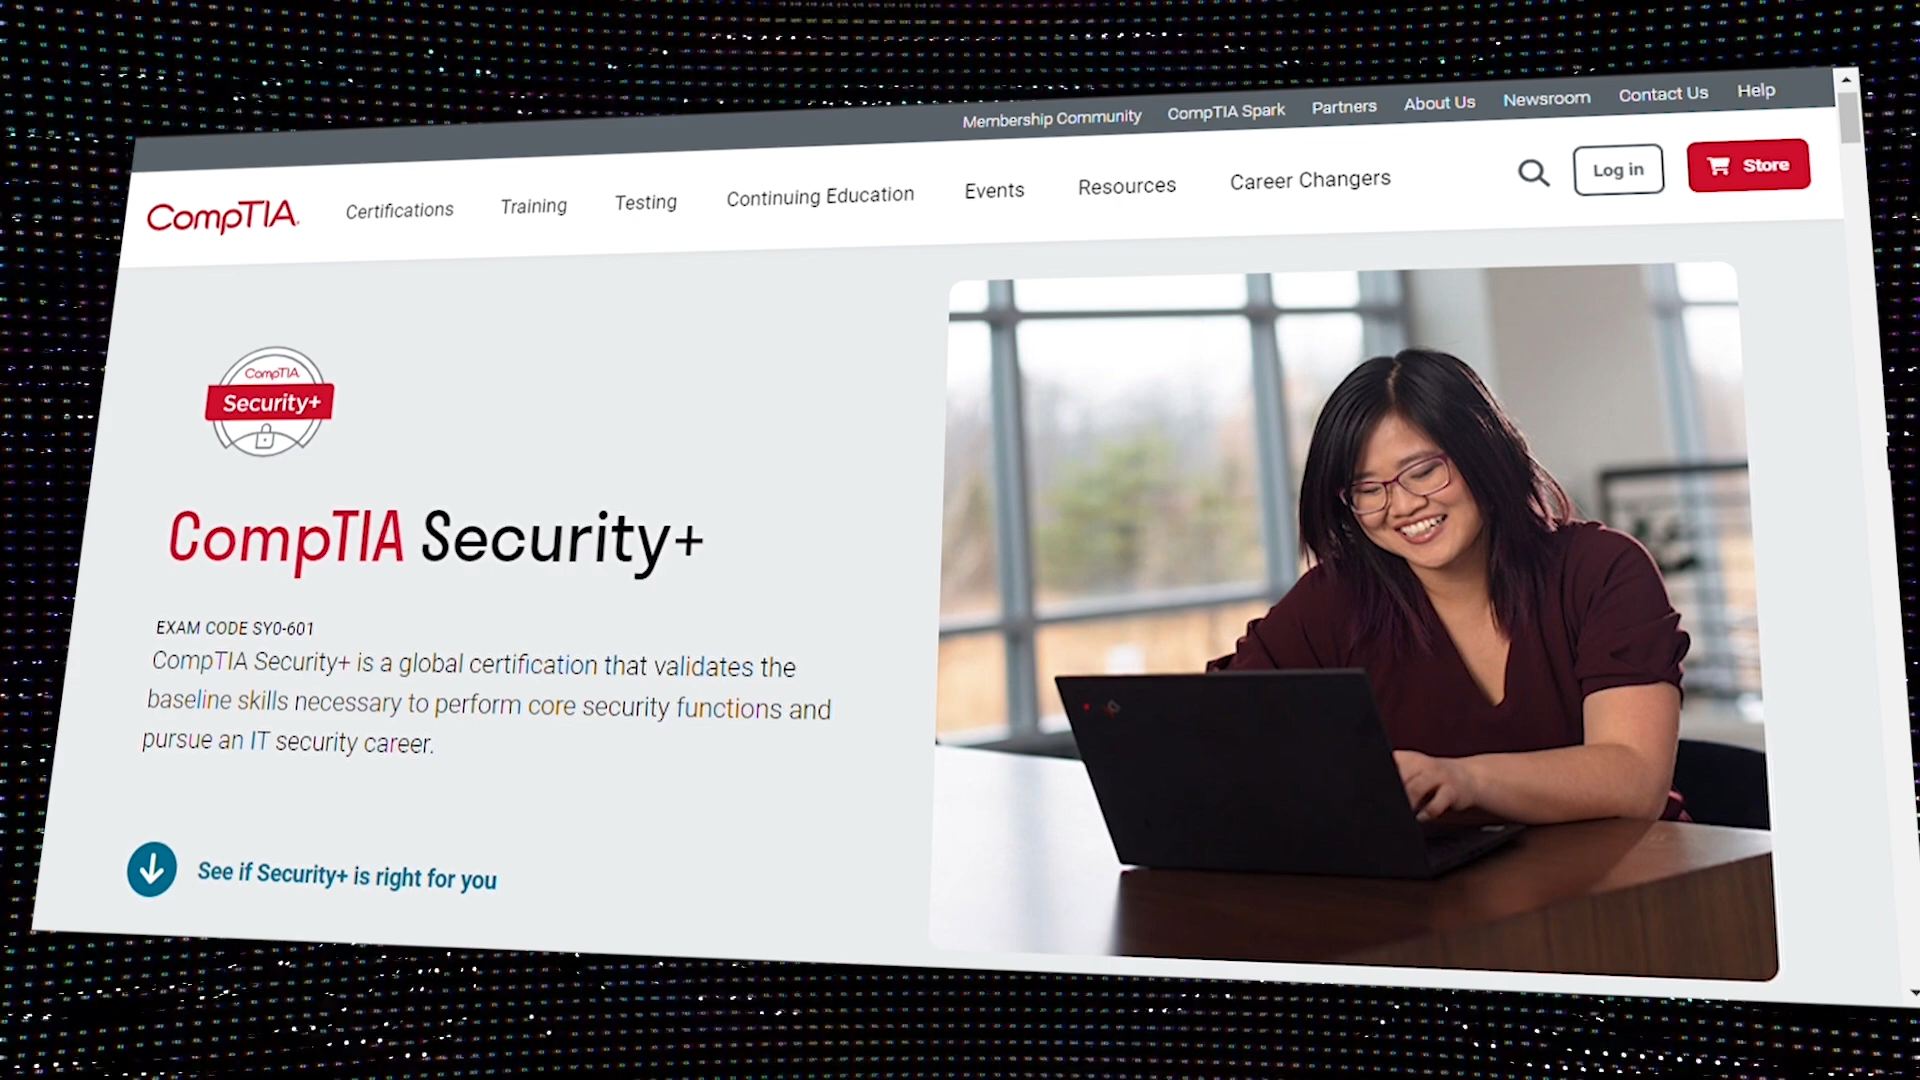 Membership Community CompTIA Spark Partners About Us Newsroom Contact Us Help
CompTIA. Certifications Training Testing Continuing Education Events Resources Career Changers Log in Store
CompTIA
Security+
CompTIA Security+
EXAM CODE SY0-601
CompTIA Security+ is a global certification that validates the
baseline skills necessary to perform core security functions and
pursue an IT security career.
See if Security+ is right for you